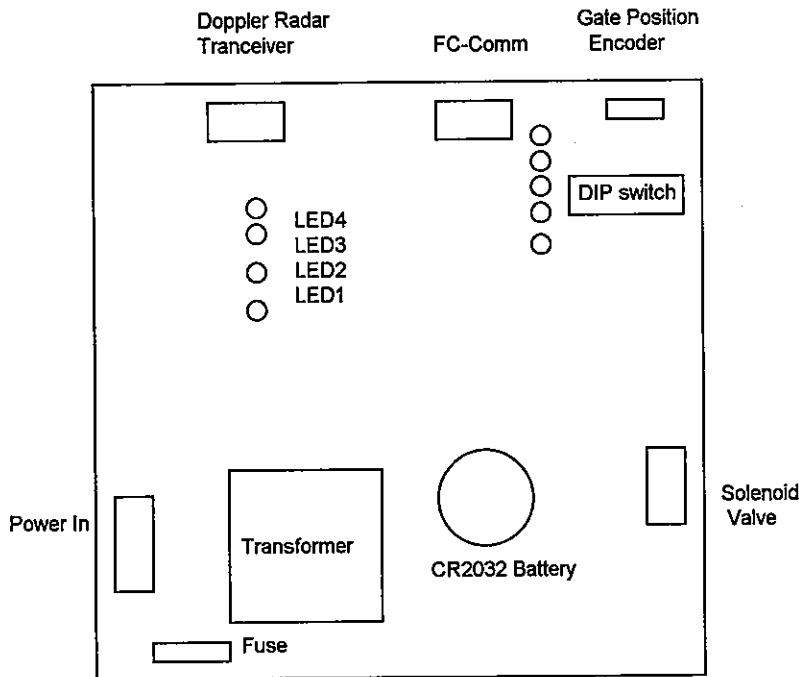 Doppler Radar
Tranceiver
FC-Comm
Gate Position
Encoder
DIP switch
LED4
LED3
LED2
LED1
Power In
Transformer
CR2032 Battery
Solenoid
Valve
Fuse